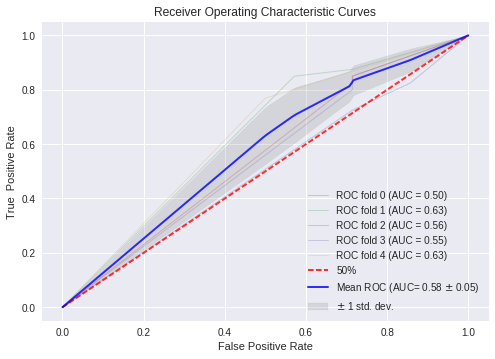 Receiver Operating Characteristic Curves
1.0
0.8
0.6
0.4
0.2
0.0
True Positive Rate
ROC fold 0 (AUC = 0.50)
ROC fold 1 (AUC = 0.63)
ROC fold 2 (AUC = 0.56)
ROC fold 3 (AUC = 0.55)
ROC fold 4 (AUC = 0.63)
50%
Mean ROC (AUC= 0.58 ± 0.05)
± 1 std. dev.
0.0 0.2 0.4 0.6 0.8 1.0
False Positive Rate